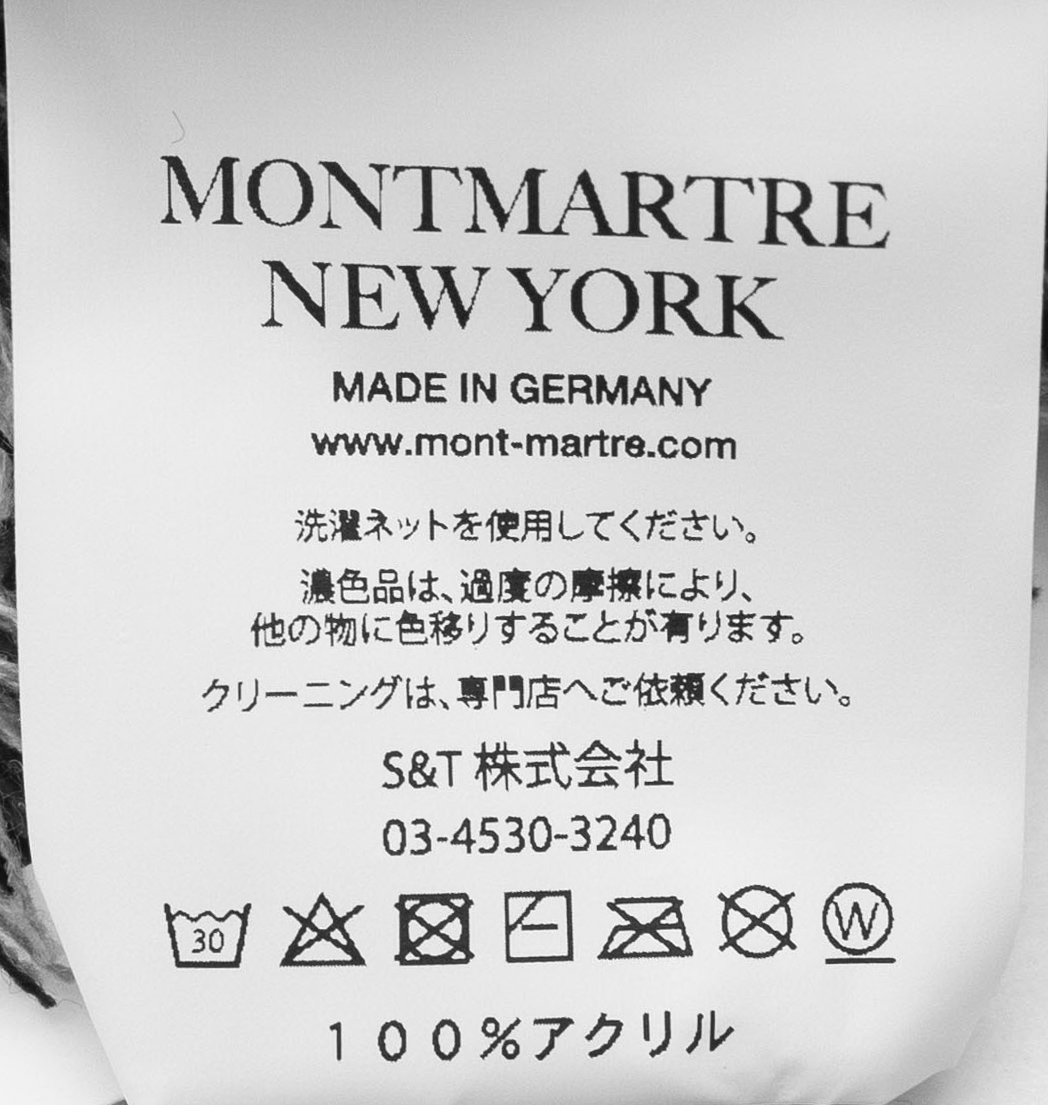 MONTMARTRE
NEW YORK
MADE IN GERMANY
www.mont-martre.com
洗濯ネットを使用してください。
濃色品は、過度の摩擦により、
他の物に色移りすることが有ります。
クリーニングは、専門店へご依頼ください。
S&T 株式会社
03-4530-3240
30 W
１００％アクリル